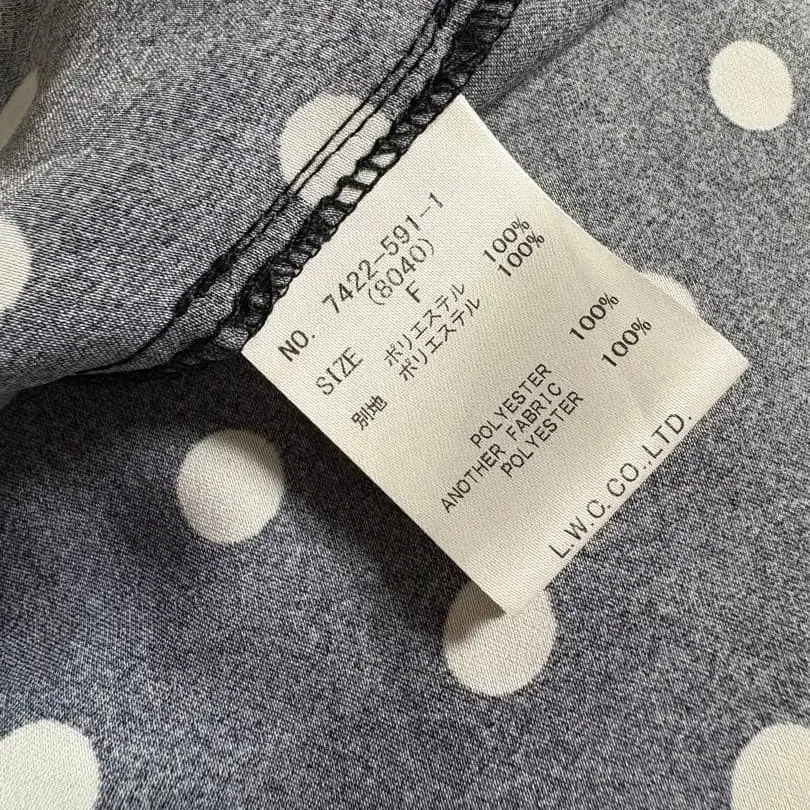 NO. 7422-591-1
(8040)
SIZE F
ポリエステル 100%
別地 ポリエステル 100%
POLYESTER 100%
ANOTHER FABRIC
POLYESTER 100%
L.W.C. CO.,LTD.